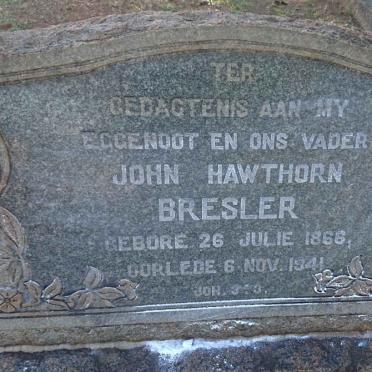 TER
GEDAGTENIS AAN MY
EGGENOOT EN ONS VADER
JOHN HAWTHORN
BRESLER
GEBORE 26 JULIE 1866,
OORLEDE 6 NOV. 1941.
JOH.